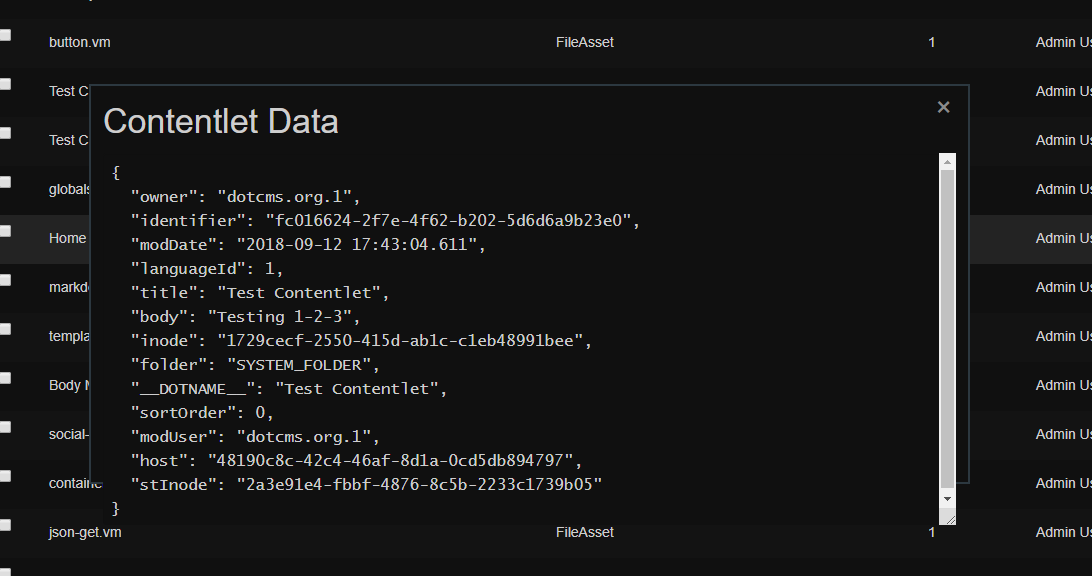 button.vm FileAsset 1 Admin Us
Test C Admin Us
Contentlet Data ×
Test C Admin Us
{
"owner": "dotcms.org.1",
globals Admin Us
"identifier": "fc016624-2f7e-4f62-b202-5d6d6a9b23e0",
Home Admin Us
"modDate": "2018-09-12 17:43:04.611",
"languageId": 1,
markdo Admin Us
"title": "Test Contentlet",
"body": "Testing 1-2-3",
templa Admin Us
"inode": "1729cecf-2550-415d-ab1c-c1eb48991bee",
"folder": "SYSTEM_FOLDER",
Body M Admin Us
"__DOTNAME__": "Test Contentlet",
"sortOrder": 0,
social- Admin Us
"modUser": "dotcms.org.1",
"host": "48190c8c-42c4-46af-8d1a-0cd5db894797",
containe Admin Us
"stInode": "2a3e91e4-fbbf-4876-8c5b-2233c1739b05"
}
json-get.vm FileAsset 1 Admin Us